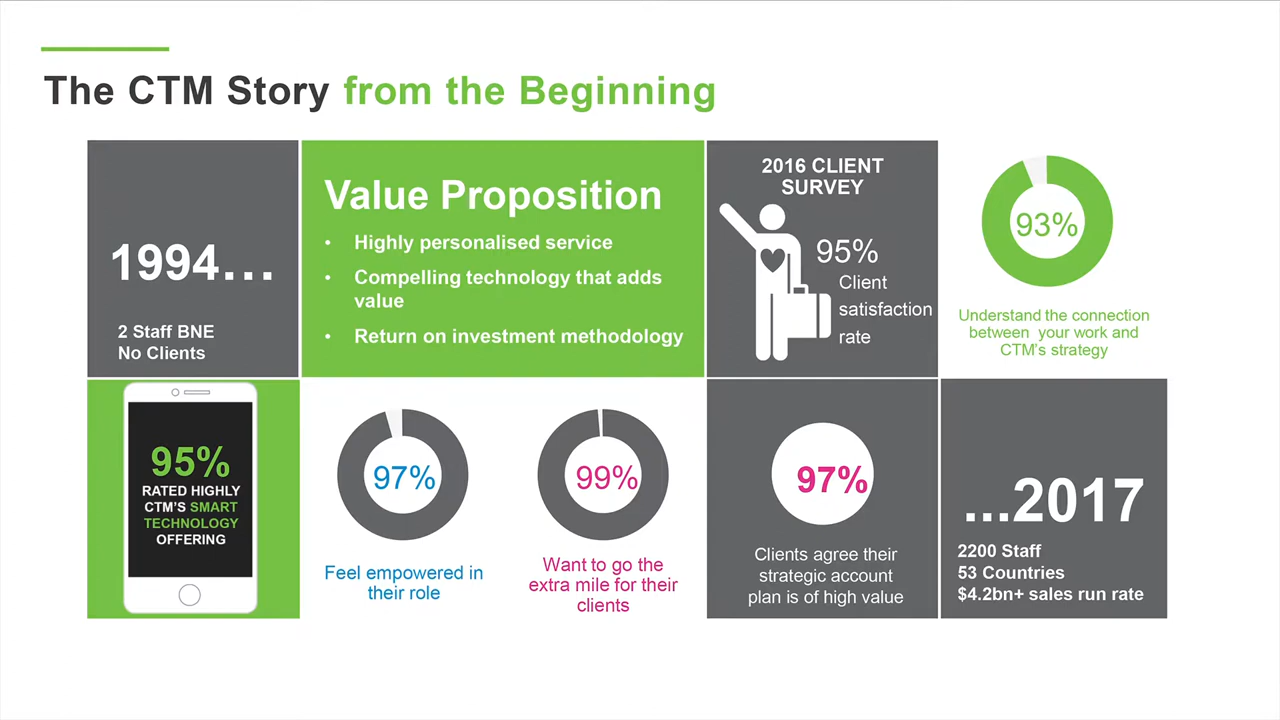 The CTM Story from the Beginning
1994…
2 Staff BNE
No Clients
Value Proposition
• Highly personalised service
• Compelling technology that adds
value
• Return on investment methodology
2016 CLIENT
SURVEY
95%
Client
satisfaction
rate
93%
Understand the connection
between your work and
CTM’s strategy
95%
RATED HIGHLY
CTM’S SMART
TECHNOLOGY
OFFERING
97%
Feel empowered in
their role
99%
Want to go the
extra mile for their
clients
97%
Clients agree their
strategic account
plan is of high value
...2017
2200 Staff
53 Countries
$4.2bn+ sales run rate